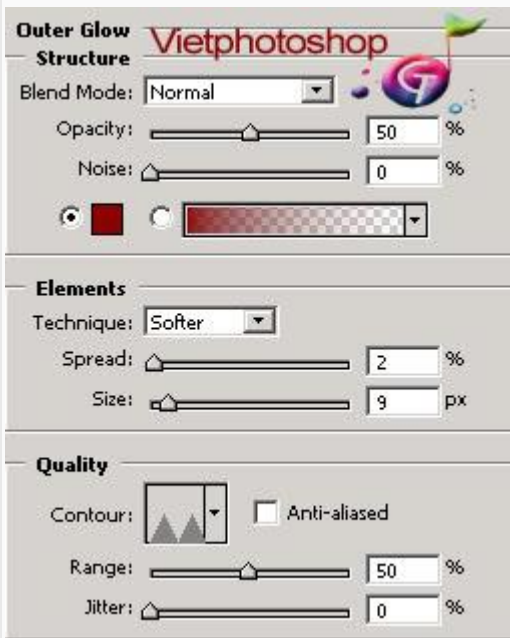 Outer Glow
Vietphotoshop
Structure
Blend Mode: Normal
Opacity: 50 %
Noise: 0 %
Elements
Technique: Softer
Spread: 2 %
Size: 9 px
Quality
Contour: Anti-aliased
Range: 50 %
Jitter: 0 %